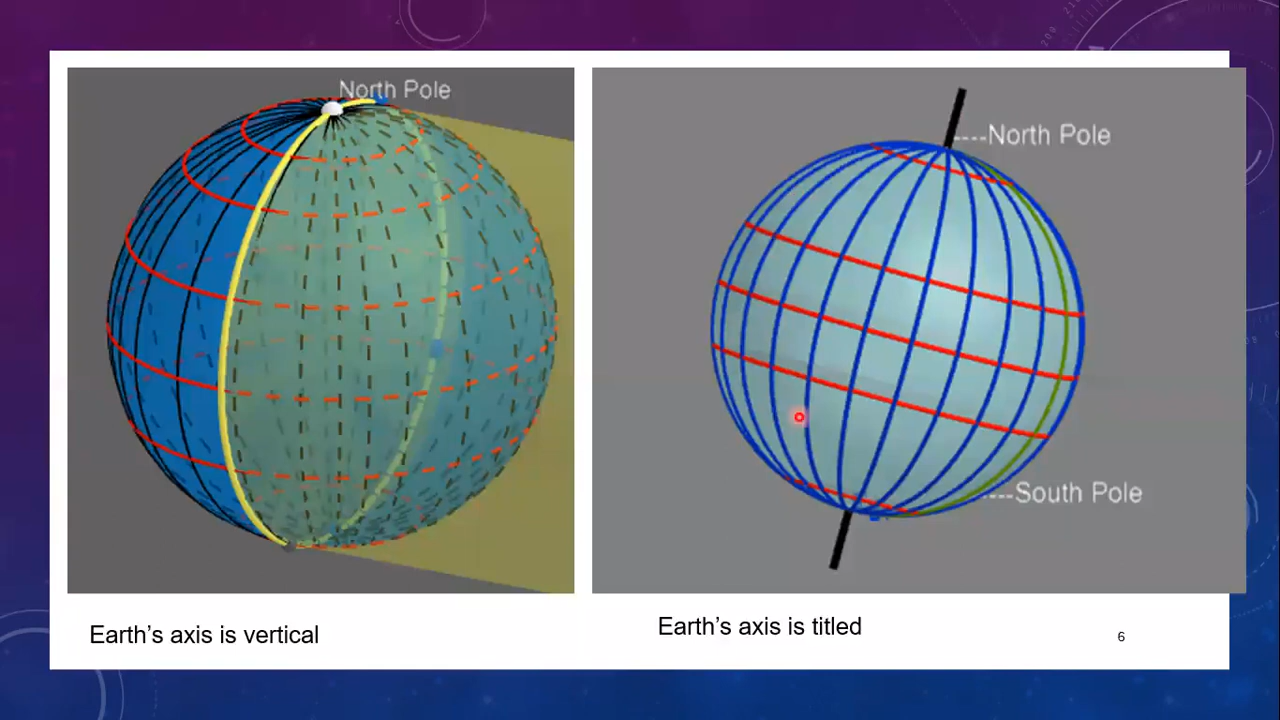 North Pole
----North Pole
---South Pole
Earth's axis is vertical
Earth's axis is titled
6